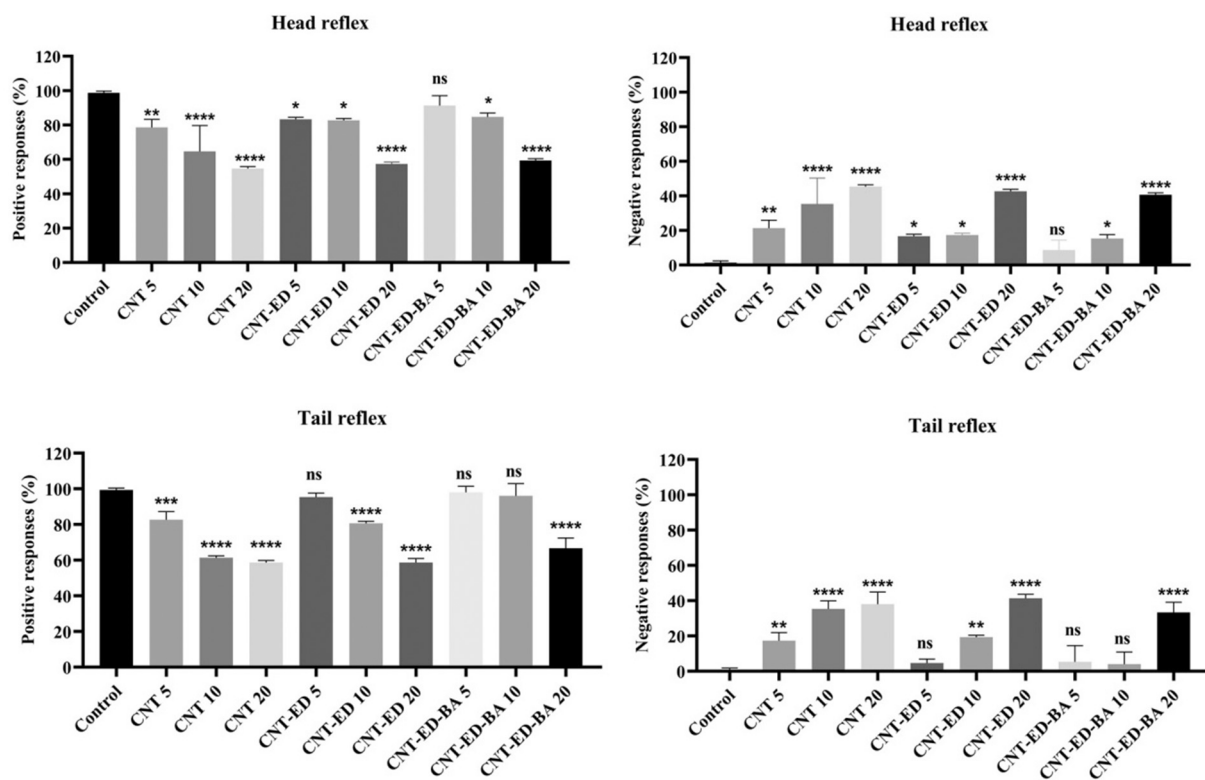 Head reflex
Positive responses (%)
120
100
80
60
40
20
0
** **** **** * * **** ns * ****
Control CNT 5 CNT 10 CNT 20 CNT-ED 5 CNT-ED 10 CNT-ED 20 CNT-ED-BA 5 CNT-ED-BA 10 CNT-ED-BA 20
Head reflex
Negative responses (%)
120
100
80
60
40
20
0
** **** **** * * **** ns * ****
Control CNT 5 CNT 10 CNT 20 CNT-ED 5 CNT-ED 10 CNT-ED 20 CNT-ED-BA 5 CNT-ED-BA 10 CNT-ED-BA 20
Tail reflex
Positive responses (%)
120
100
80
60
40
20
0
*** **** **** ns **** **** ns ns ****
Control CNT 5 CNT 10 CNT 20 CNT-ED 5 CNT-ED 10 CNT-ED 20 CNT-ED-BA 5 CNT-ED-BA 10 CNT-ED-BA 20
Tail reflex
Negative responses (%)
120
100
80
60
40
20
0
** **** **** ns ** **** ns ns ****
Control CNT 5 CNT 10 CNT 20 CNT-ED 5 CNT-ED 10 CNT-ED 20 CNT-ED-BA 5 CNT-ED-BA 10 CNT-ED-BA 20